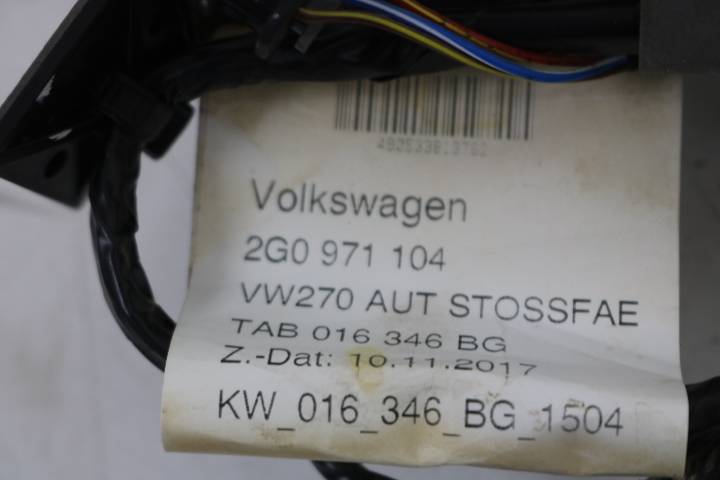 Volkswagen
2G0 971 104
VW270 AUT STOSSFAE
TAB 016 346 BG
Z.-Dat: 10.11.2017
KW_016_346_BG_1504